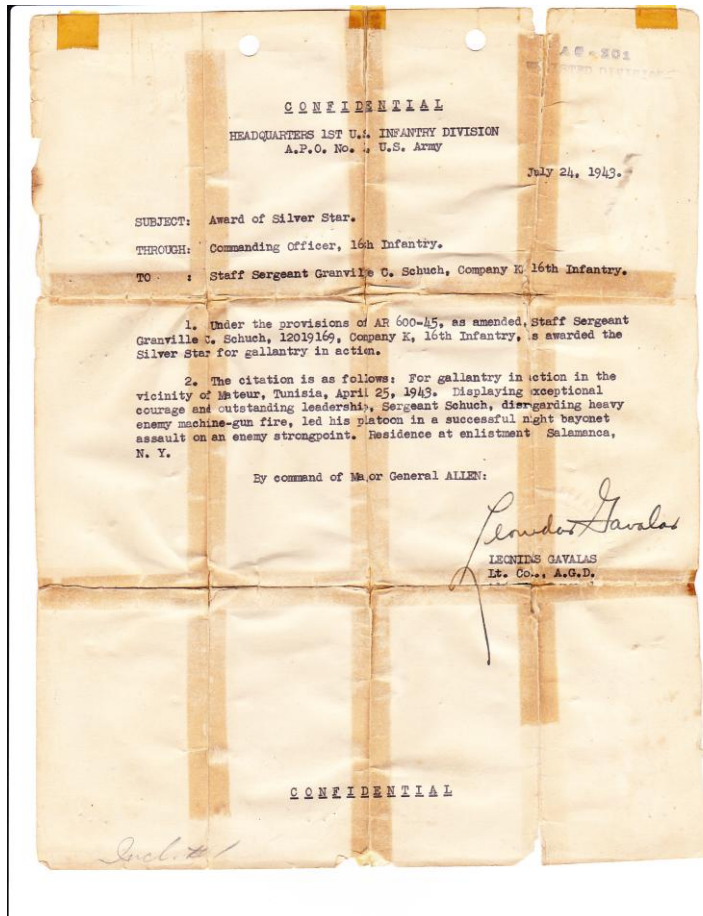 AG-201
C O N F I D E N T I A L
HEADQUARTERS 1ST U.S. INFANTRY DIVISION
A.P.O. No. , U.S. Army
July 24, 1943.
SUBJECT: Award of Silver Star.
THROUGH: Commanding Officer, 16th Infantry.
TO : Staff Sergeant Granville C. Schuch, Company K 16th Infantry.
1. Under the provisions of AR 600-45, as amended, Staff Sergeant
Granville C. Schuch, 12019169, Company K, 16th Infantry, is awarded the
Silver Star for gallantry in action.
2. The citation is as follows: For gallantry in action in the
vicinity of Mateur, Tunisia, April 25, 1943. Displaying exceptional
courage and outstanding leadership, Sergeant Schuch, disregarding heavy
enemy machine-gun fire, led his platoon in a successful night bayonet
assault on an enemy strongpoint. Residence at enlistment Salamanca,
N. Y.
By command of Major General ALLEN:
Leonidas Gavalas
LEONIDAS GAVALAS
Lt. Col., A.G.D.
C O N F I D E N T I A L
Incl. # 1